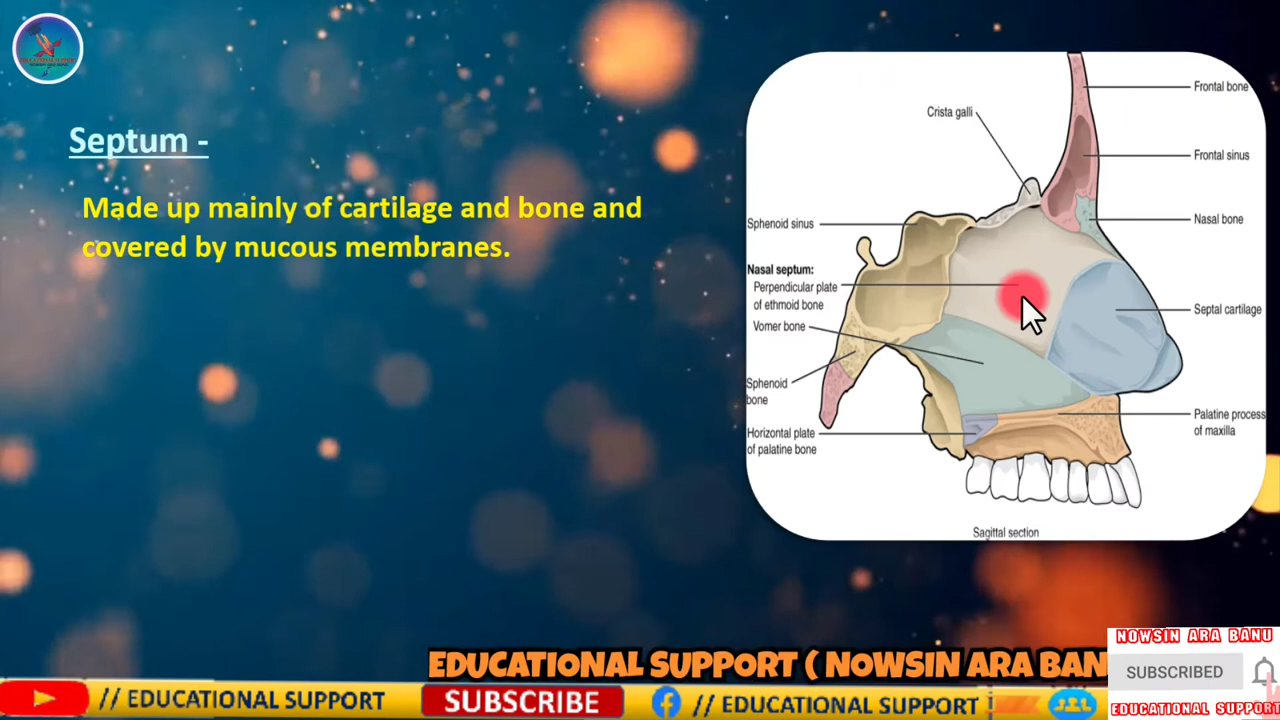 Septum -
Made up mainly of cartilage and bone and
covered by mucous membranes.
Frontal bone
Crista galli
Frontal sinus
Sphenoid sinus
Nasal bone
Nasal septum:
Perpendicular plate
of ethmoid bone
Septal cartilage
Vomer bone
Sphenoid
bone
Palatine process
of maxilla
Horizontal plate
of palatine bone
Sagittal section
EDUCATIONAL SUPPORT ( NOWSIN ARA BAN
NOWSIN ARA BANU
SUBSCRIBED
EDUCATIONAL SUPPORT
// EDUCATIONAL SUPPORT
SUBSCRIBE
// EDUCATIONAL SUPPORT